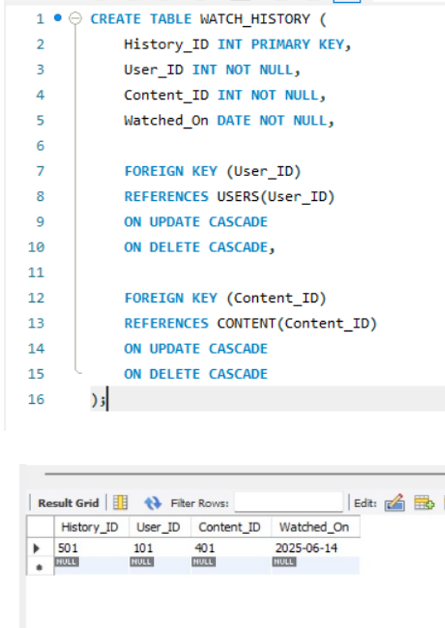 1 CREATE TABLE WATCH_HISTORY (
2 History_ID INT PRIMARY KEY,
3 User_ID INT NOT NULL,
4 Content_ID INT NOT NULL,
5 Watched_On DATE NOT NULL,
6
7 FOREIGN KEY (User_ID)
8 REFERENCES USERS(User_ID)
9 ON UPDATE CASCADE
10 ON DELETE CASCADE,
11
12 FOREIGN KEY (Content_ID)
13 REFERENCES CONTENT(Content_ID)
14 ON UPDATE CASCADE
15 ON DELETE CASCADE
16 );
Result Grid Filter Rows: Edit:
History_ID User_ID Content_ID Watched_On
501 101 401 2025-06-14
NULL NULL NULL NULL